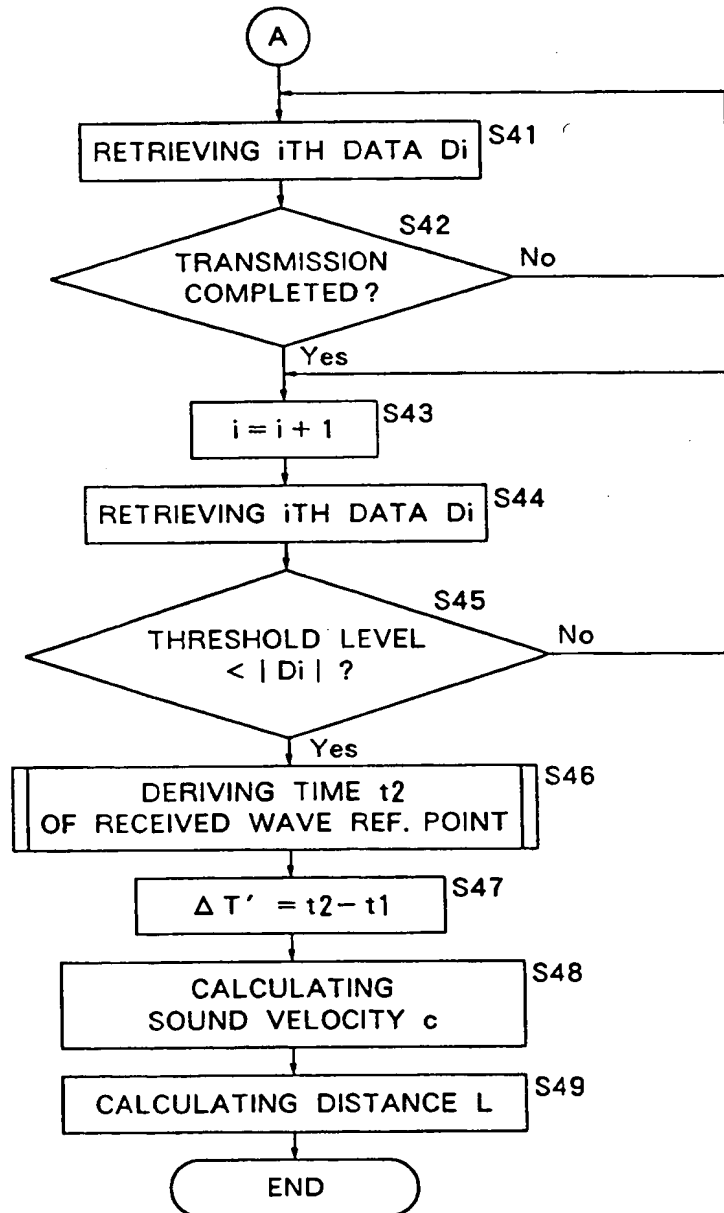 A
RETRIEVING iTH DATA Di
S41
S42
TRANSMISSION
COMPLETED?
No
Yes
i = i + 1
S43
RETRIEVING iTH DATA Di
S44
S45
THRESHOLD LEVEL
< | Di | ?
No
Yes
S46
DERIVING TIME t2
OF RECEIVED WAVE REF. POINT
S47
Δ T′ = t2 − t1
S48
CALCULATING
SOUND VELOCITY c
S49
CALCULATING DISTANCE L
END